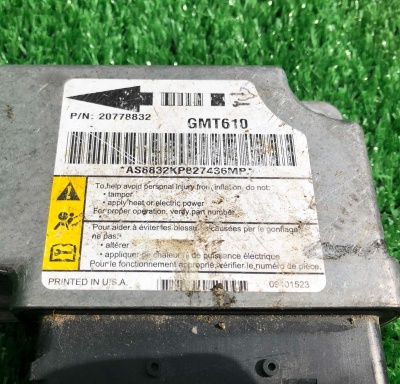 P/N: 20778832
GMT610
*AS6832KP827436MP*
To help avoid personal injury from inflation, do not:
• tamper
• apply heat or electric power
For proper operation, verify part number.
Pour aider à éviter les blessures causées par le gonflage
ne pas:
• altérer
• appliquer de chaleur ni de puissance électrique
Pour le fonctionnement approprié, vérifier le numéro de pièce.
PRINTED IN U.S.A.